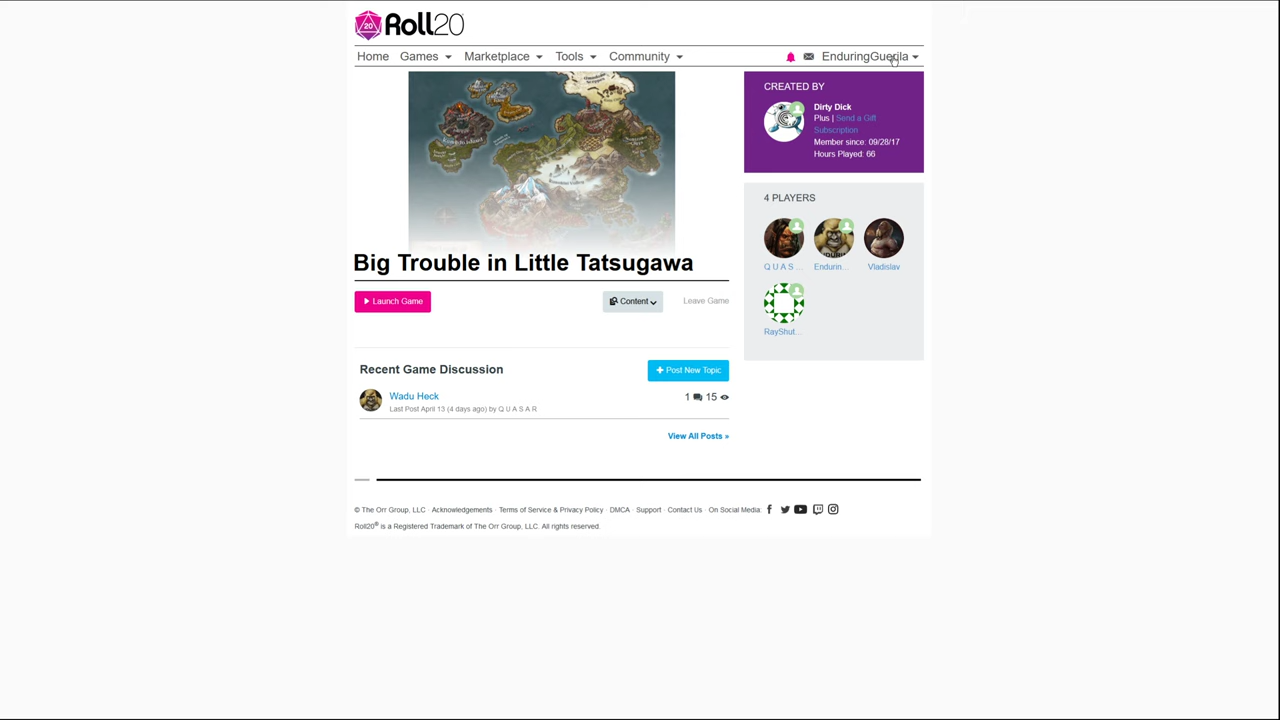 20 Roll20
Home Games Marketplace Tools Community EnduringGuerila
CREATED BY
Dirty Dick
Plus | Send a Gift
Subscription
Member since: 09/28/17
Hours Played: 66
4 PLAYERS
Q U A S ... Endurin... Vladislav
RayShut...
Big Trouble in Little Tatsugawa
Launch Game Content Leave Game
Recent Game Discussion + Post New Topic
Wadu Heck 1 15
Last Post April 13 (4 days ago) by Q U A S A R
View All Posts »
© The Orr Group, LLC · Acknowledgements · Terms of Service & Privacy Policy · DMCA · Support · Contact Us · On Social Media:
Roll20® is a Registered Trademark of The Orr Group, LLC. All rights reserved.